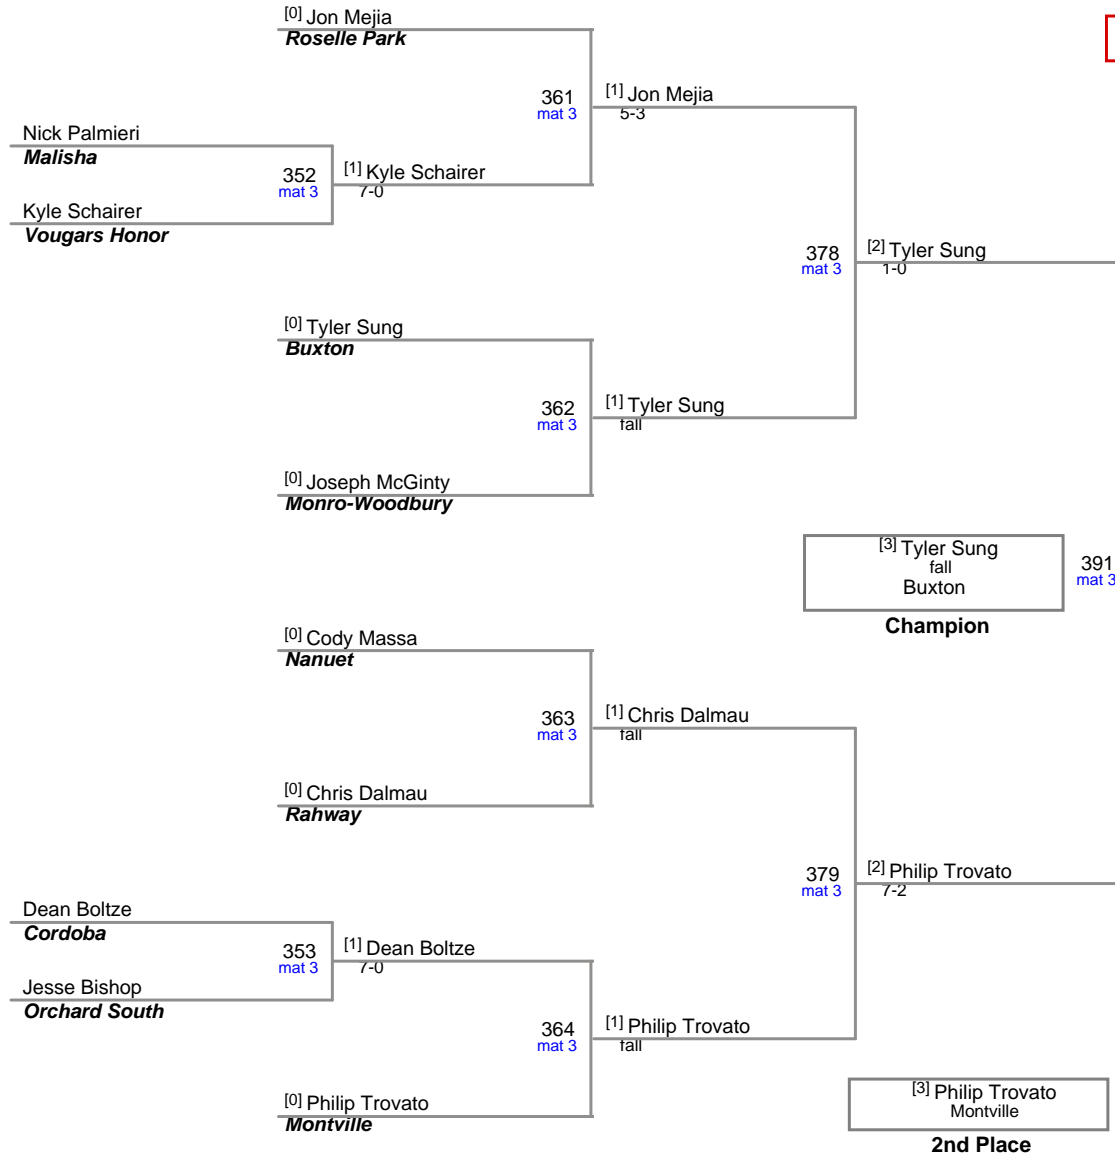 [0] Jon Mejia
Roselle Park
361
mat 3
[1] Jon Mejia
5-3
Nick Palmieri
Malisha
352
mat 3
[1] Kyle Schairer
7-0
Kyle Schairer
Vougars Honor
378
mat 3
[2] Tyler Sung
1-0
[0] Tyler Sung
Buxton
362
mat 3
[1] Tyler Sung
fall
[0] Joseph McGinty
Monro-Woodbury
[3] Tyler Sung
fall
Buxton
391
mat 3
Champion
[0] Cody Massa
Nanuet
363
mat 3
[1] Chris Dalmau
fall
[0] Chris Dalmau
Rahway
379
mat 3
[2] Philip Trovato
7-2
Dean Boltze
Cordoba
353
mat 3
[1] Dean Boltze
7-0
Jesse Bishop
Orchard South
364
mat 3
[1] Philip Trovato
fall
[0] Philip Trovato
Montville
[3] Philip Trovato
Montville
2nd Place